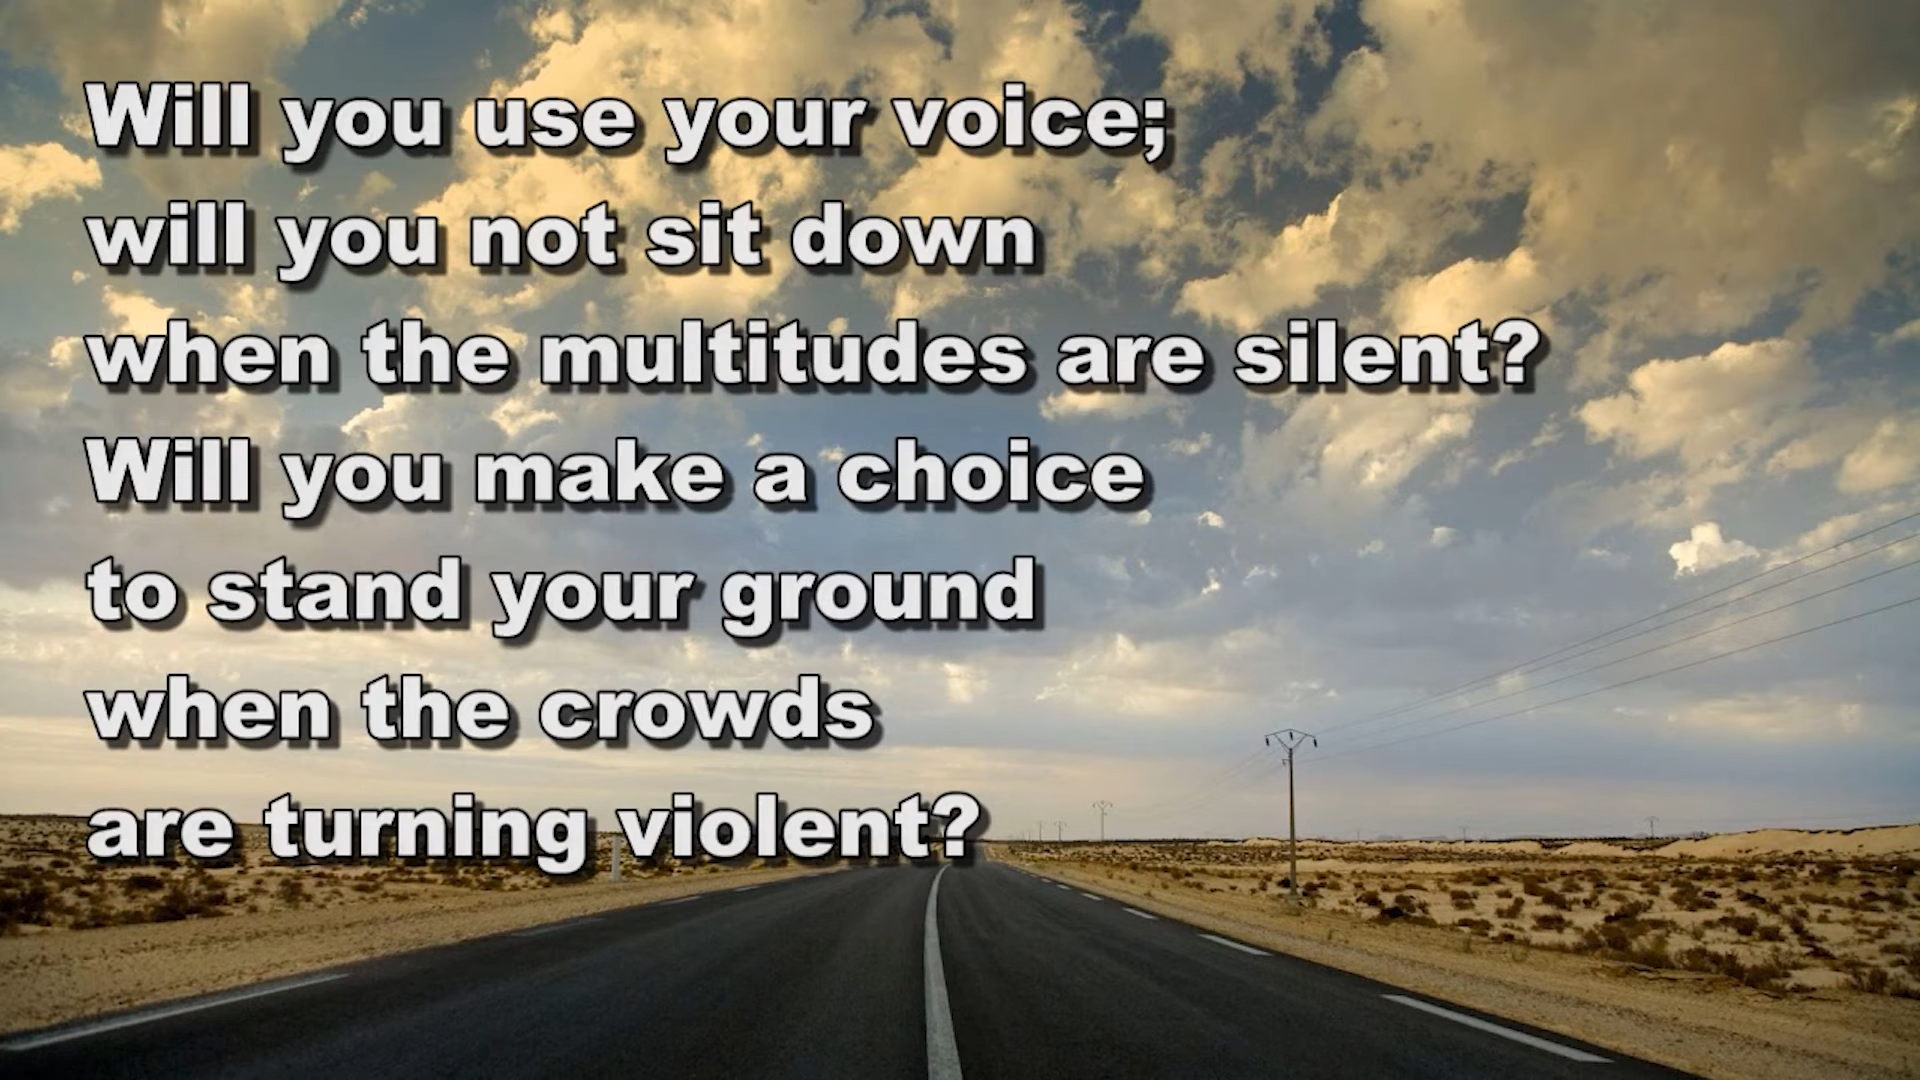 Will you use your voice;
will you not sit down
when the multitudes are silent?
Will you make a choice
to stand your ground
when the crowds
are turning violent?